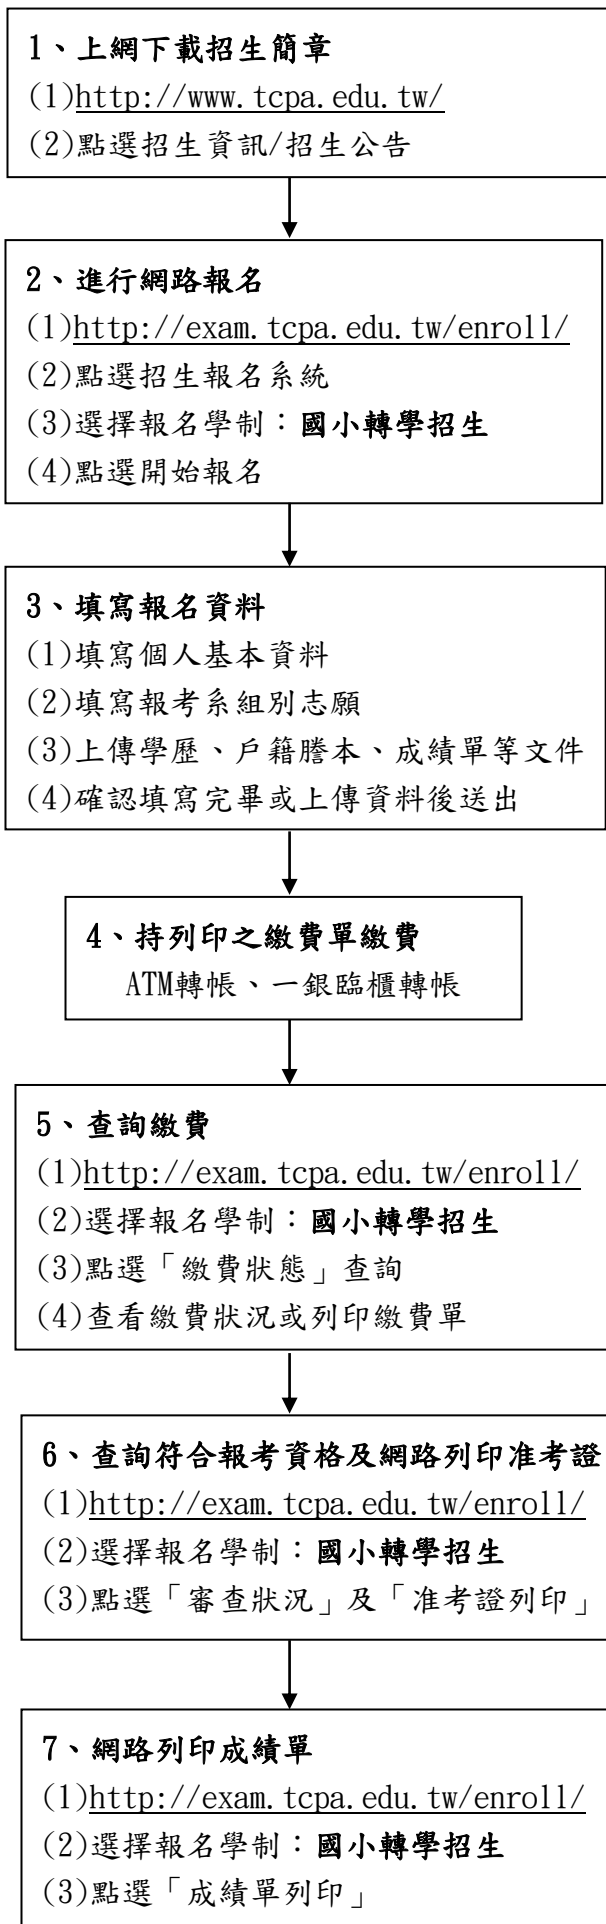 1、上網下載招生簡章
(1)http://www.tcpa.edu.tw/
(2)點選招生資訊/招生公告
2、進行網路報名
(1)http://exam.tcpa.edu.tw/enroll/
(2)點選招生報名系統
(3)選擇報名學制：國小轉學招生
(4)點選開始報名
3、填寫報名資料
(1)填寫個人基本資料
(2)填寫報考系組別志願
(3)上傳學歷、戶籍謄本、成績單等文件
(4)確認填寫完畢或上傳資料後送出
4、持列印之繳費單繳費
ATM轉帳、一銀臨櫃轉帳
5、查詢繳費
(1)http://exam.tcpa.edu.tw/enroll/
(2)選擇報名學制：國小轉學招生
(3)點選「繳費狀態」查詢
(4)查看繳費狀況或列印繳費單
6、查詢符合報考資格及網路列印准考證
(1)http://exam.tcpa.edu.tw/enroll/
(2)選擇報名學制：國小轉學招生
(3)點選「審查狀況」及「准考證列印」
7、網路列印成績單
(1)http://exam.tcpa.edu.tw/enroll/
(2)選擇報名學制：國小轉學招生
(3)點選「成績單列印」